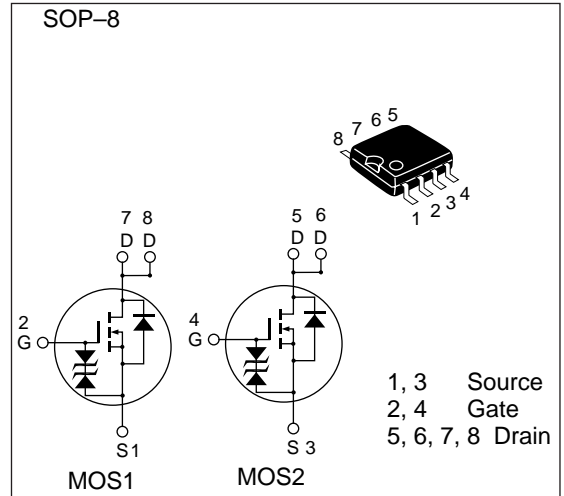 SOP–8
8 7 6 5
1 2 3 4
7 8
D D
2
G
S 1
MOS1
5 6
D D
4
G
S 3
MOS2
1, 3 Source
2, 4 Gate
5, 6, 7, 8 Drain